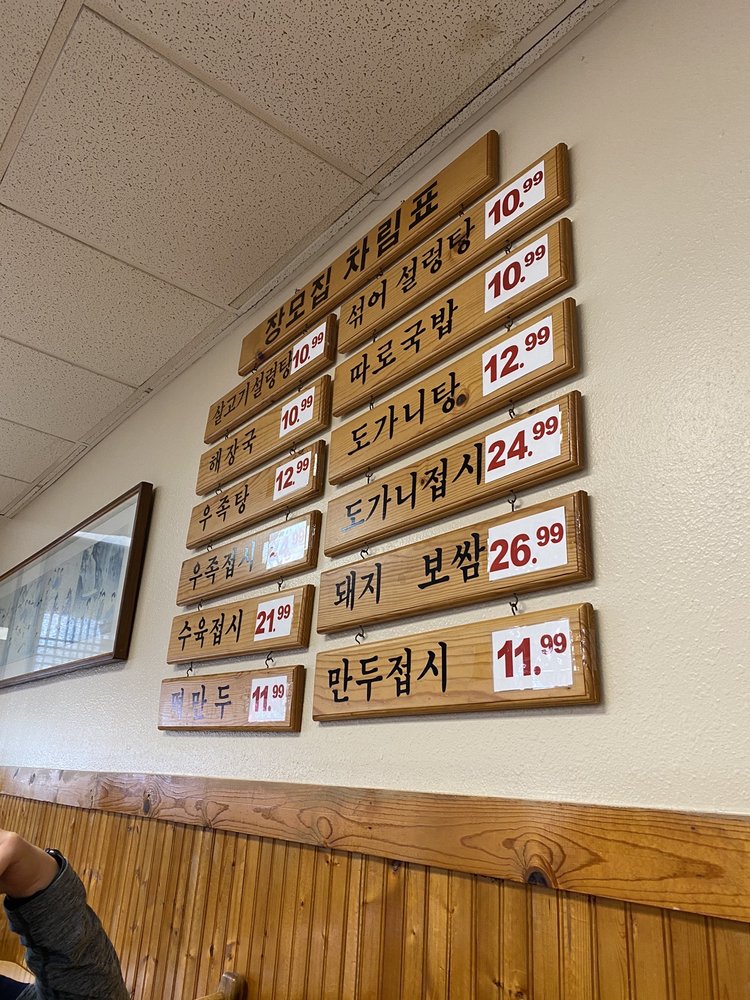 장모집 차림표
살고기설렁탕 10.99
해장국 10.99
우족탕 12.99
우족접시
수육접시 21.99
떡만두 11.99
섞어 설렁탕 10.99
따로국밥 10.99
도가니탕 12.99
도가니접시 24.99
돼지 보쌈 26.99
만두접시 11.99